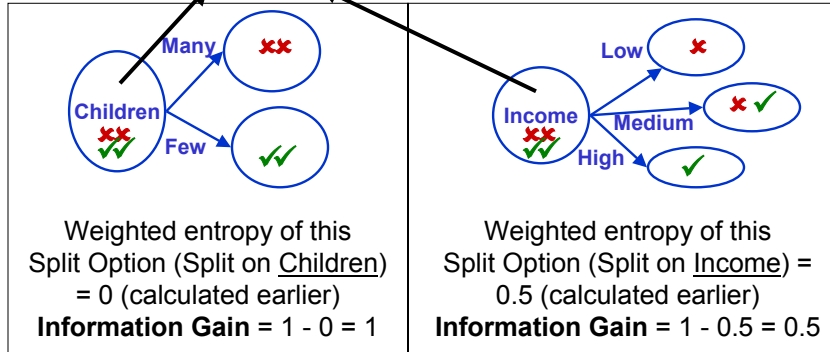 Many
Children
Few
Weighted entropy of this
Split Option (Split on Children)
= 0 (calculated earlier)
Information Gain = 1 - 0 = 1
Low
Income
Medium
High
Weighted entropy of this
Split Option (Split on Income) =
0.5 (calculated earlier)
Information Gain = 1 - 0.5 = 0.5